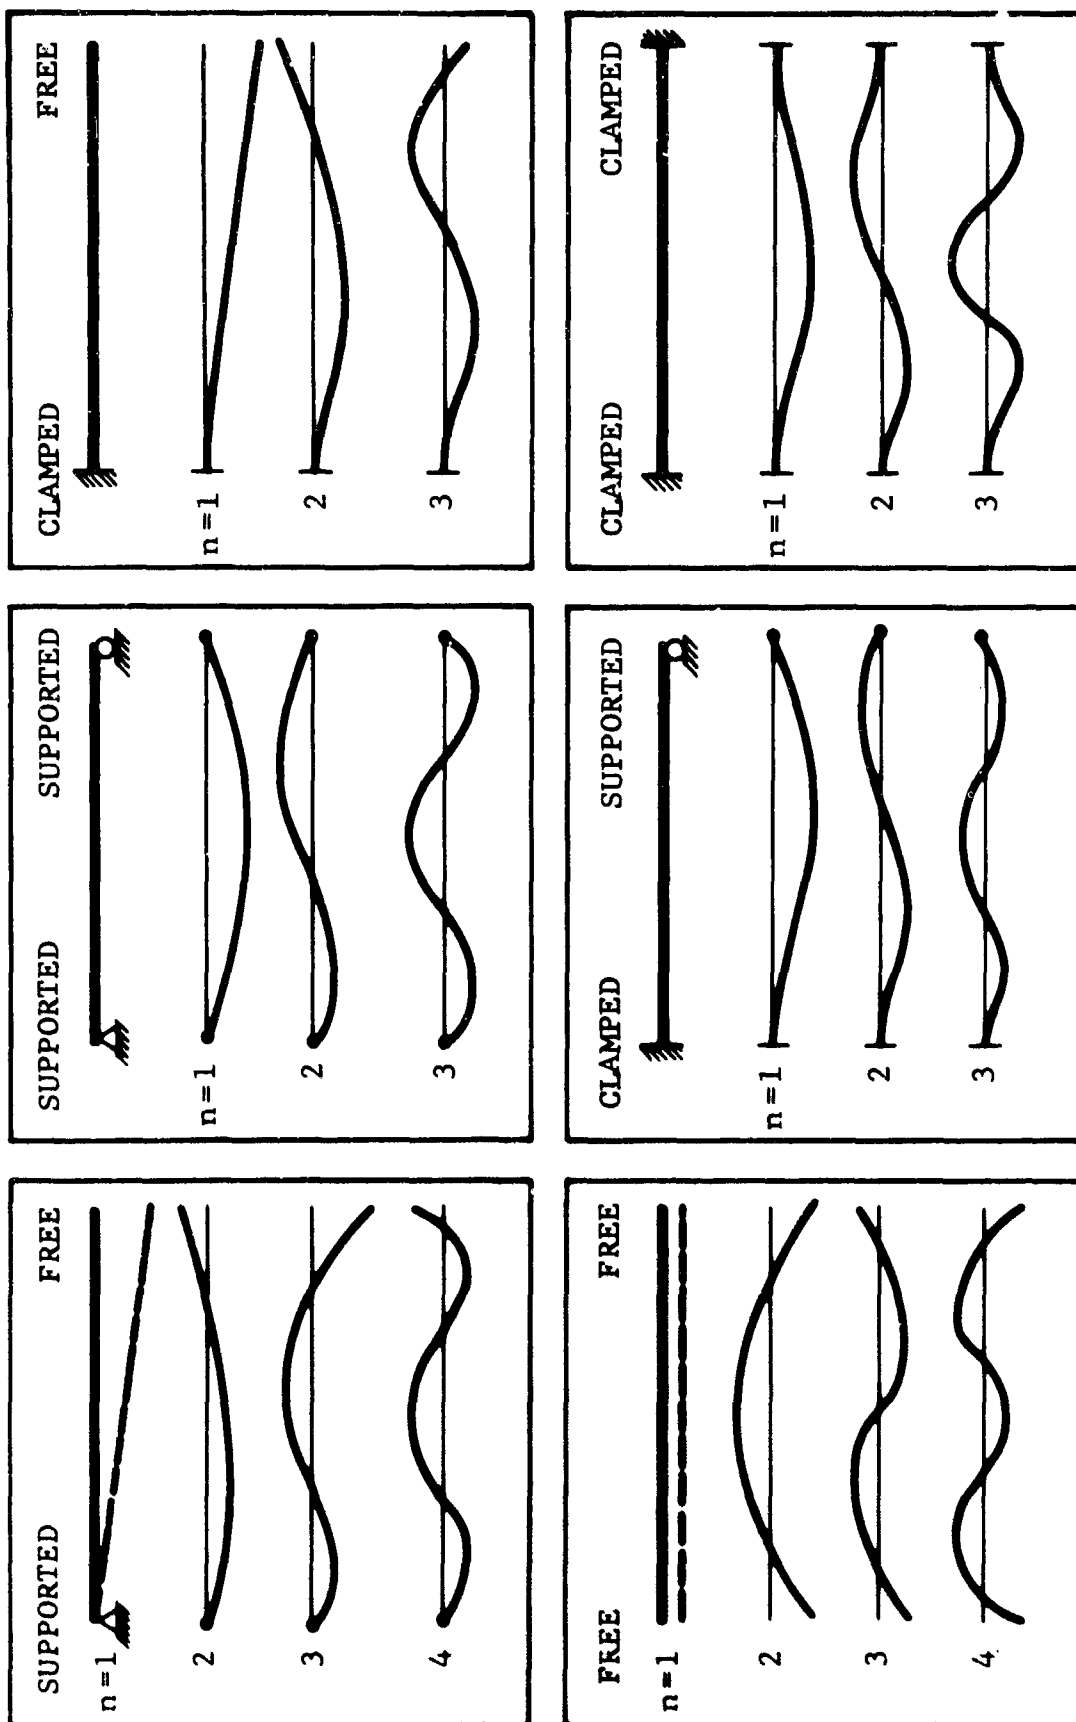 SUPPORTED FREE
n=1
2
3
4
SUPPORTED SUPPORTED
n=1
2
3
CLAMPED FREE
n=1
2
3
FREE FREE
n=1
2
3
4
CLAMPED SUPPORTED
n=1
2
3
CLAMPED CLAMPED
n=1
2
3